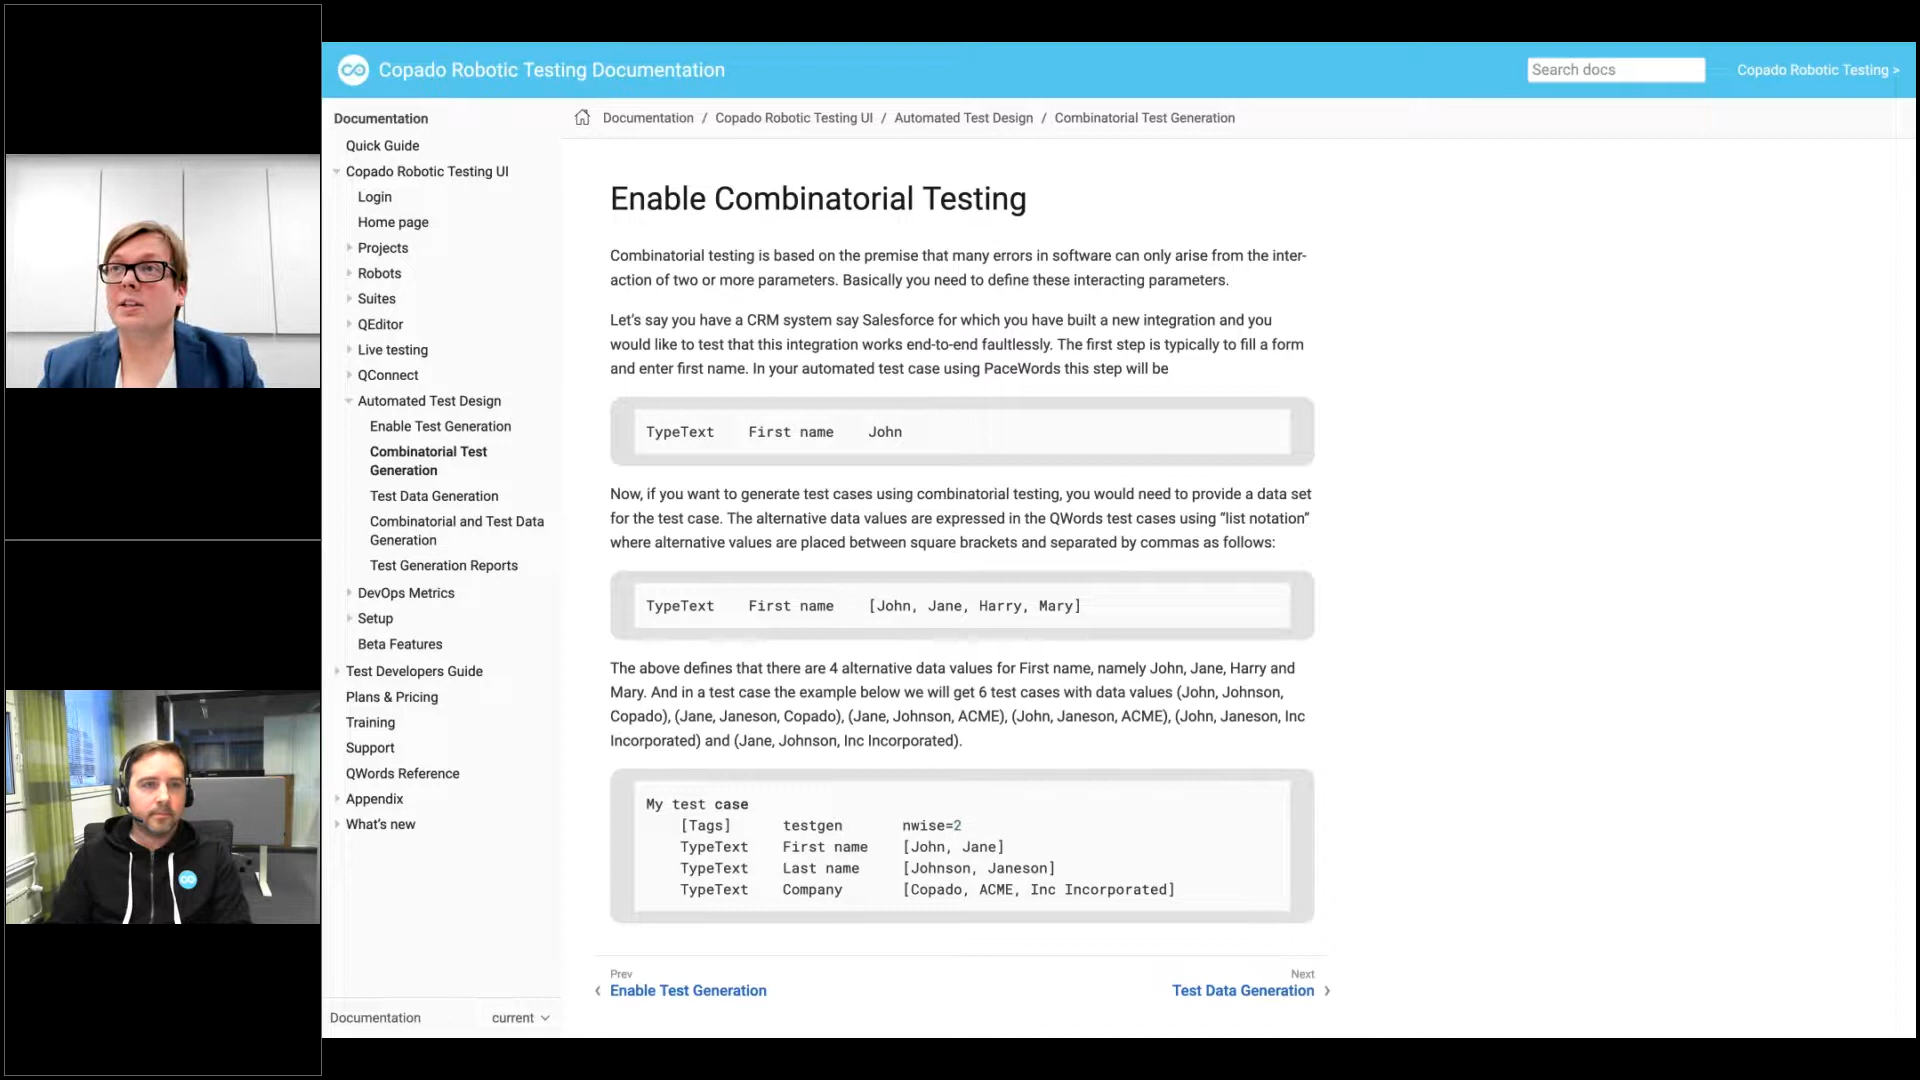 Copado Robotic Testing Documentation
Search docs
Copado Robotic Testing >
Documentation
Quick Guide
Copado Robotic Testing UI
Login
Home page
Projects
Robots
Suites
QEditor
Live testing
QConnect
Automated Test Design
Enable Test Generation
Combinatorial Test
Generation
Test Data Generation
Combinatorial and Test Data
Generation
Test Generation Reports
DevOps Metrics
Setup
Beta Features
Test Developers Guide
Plans & Pricing
Training
Support
QWords Reference
Appendix
What's new
Documentation
current
Documentation / Copado Robotic Testing UI / Automated Test Design / Combinatorial Test Generation
Enable Combinatorial Testing
Combinatorial testing is based on the premise that many errors in software can only arise from the inter-
action of two or more parameters. Basically you need to define these interacting parameters.
Let's say you have a CRM system say Salesforce for which you have built a new integration and you
would like to test that this integration works end-to-end faultlessly. The first step is typically to fill a form
and enter first name. In your automated test case using PaceWords this step will be
TypeText First name John
Now, if you want to generate test cases using combinatorial testing, you would need to provide a data set
for the test case. The alternative data values are expressed in the QWords test cases using “list notation”
where alternative values are placed between square brackets and separated by commas as follows:
TypeText First name [John, Jane, Harry, Mary]
The above defines that there are 4 alternative data values for First name, namely John, Jane, Harry and
Mary. And in a test case the example below we will get 6 test cases with data values (John, Johnson,
Copado), (Jane, Janeson, Copado), (Jane, Johnson, ACME), (John, Janeson, ACME), (John, Janeson, Inc
Incorporated) and (Jane, Johnson, Inc Incorporated).
My test case
[Tags] testgen nwise=2
TypeText First name [John, Jane]
TypeText Last name [Johnson, Janeson]
TypeText Company [Copado, ACME, Inc Incorporated]
Prev
Enable Test Generation
Next
Test Data Generation